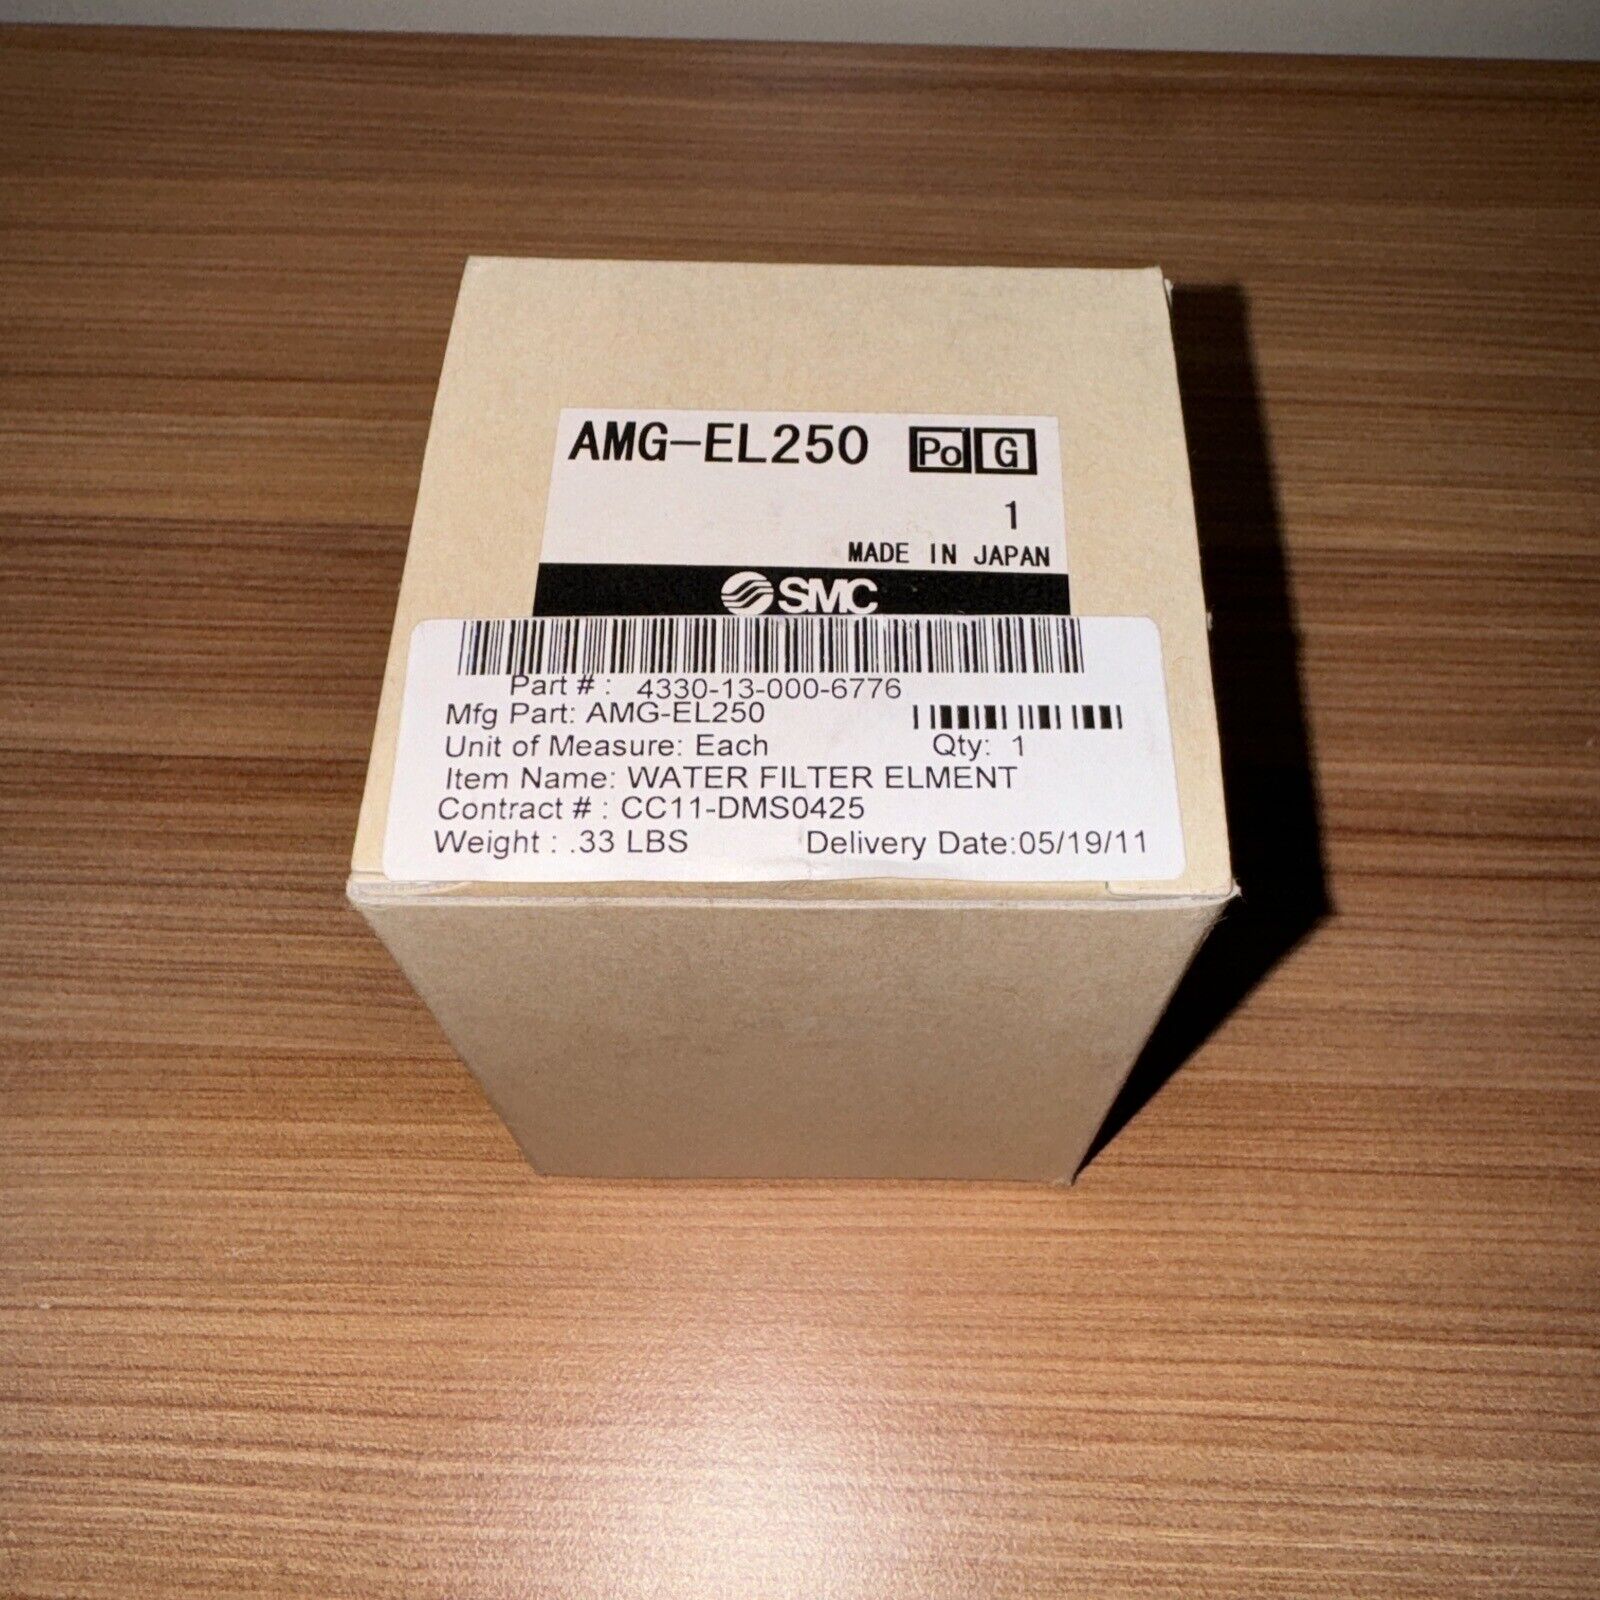 AMG-EL250 Po G
1
MADE IN JAPAN
SMC
Part # : 4330-13-000-6776
Mfg Part: AMG-EL250
Unit of Measure: Each Qty: 1
Item Name: WATER FILTER ELMENT
Contract # : CC11-DMS0425
Weight : .33 LBS Delivery Date:05/19/11